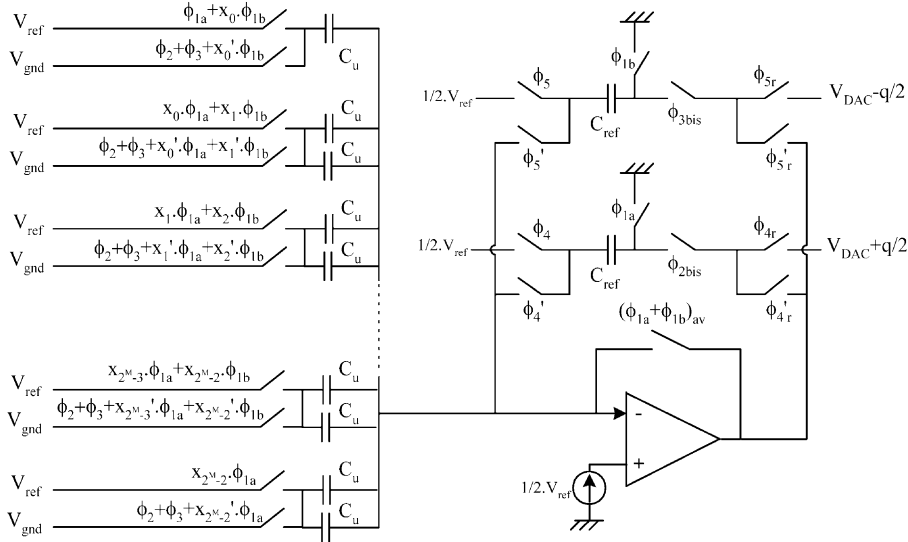 V_ref ϕ_1a+x_0.ϕ_1b C_u
V_gnd ϕ_2+ϕ_3+x_0'.ϕ_1b
V_ref x_0.ϕ_1a+x_1.ϕ_1b C_u
V_gnd ϕ_2+ϕ_3+x_0'.ϕ_1a+x_1'.ϕ_1b C_u
V_ref x_1.ϕ_1a+x_2.ϕ_1b C_u
V_gnd ϕ_2+ϕ_3+x_1'.ϕ_1a+x_2'.ϕ_1b C_u
V_ref x_2^M-3.ϕ_1a+x_2^M-2.ϕ_1b C_u
V_gnd ϕ_2+ϕ_3+x_2^M-3'.ϕ_1a+x_2^M-2'.ϕ_1b C_u
V_ref x_2^M-2.ϕ_1a C_u
V_gnd ϕ_2+ϕ_3+x_2^M-2'.ϕ_1a C_u
ϕ_1b
1/2.V_ref ϕ_5 C_ref ϕ_3bis ϕ_5r V_DAC-q/2
ϕ_5' ϕ_5'r
ϕ_1a
1/2.V_ref ϕ_4 C_ref ϕ_2bis ϕ_4r V_DAC+q/2
ϕ_4' ϕ_4'r
(ϕ_1a+ϕ_1b)_av
-
+
1/2.V_ref